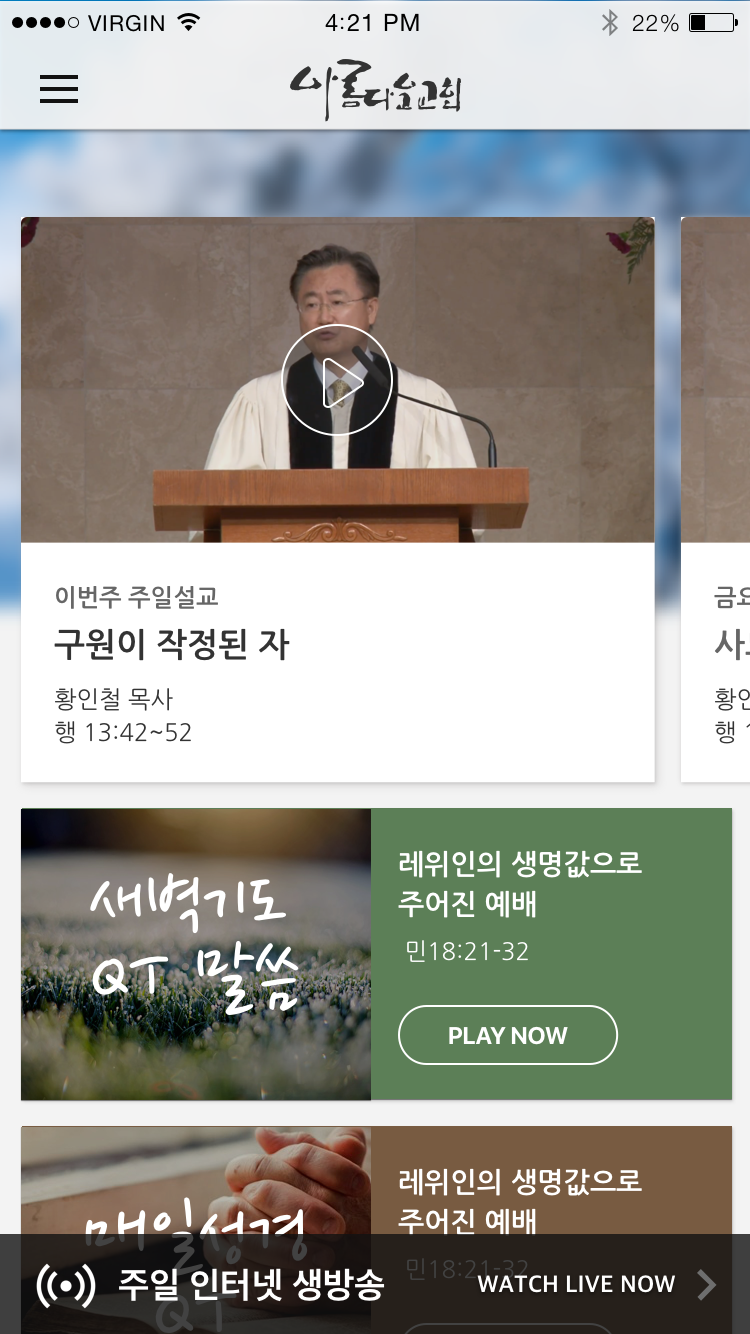 VIRGIN
4:21 PM
22%
아름다운교회
이번주 주일설교
구원이 작정된 자
황인철 목사
행 13:42~52
금요
황인
행
새벽기도
QT 말씀
레위인의 생명값으로
주어진 예배
민18:21-32
PLAY NOW
매일성경
QT
레위인의 생명값으로
주어진 예배
민18:21-32
주일 인터넷 생방송
WATCH LIVE NOW